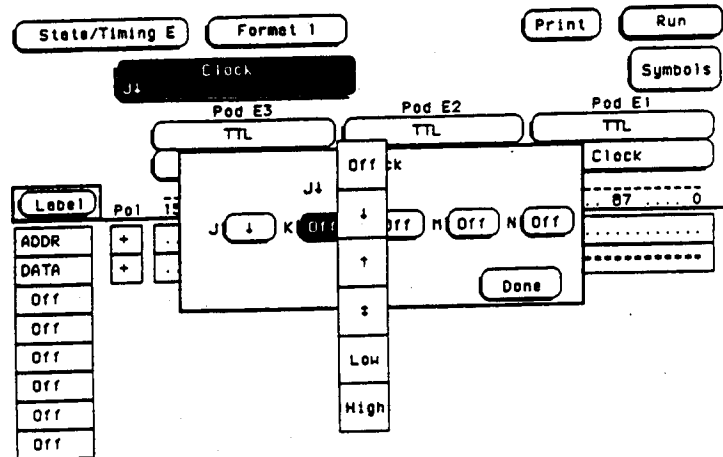 State/Timing E Format 1 Print Run
Clock
J↓
Symbols
Pod E3 Pod E2 Pod E1
TTL TTL TTL
Off
Clock
J↓
Label Pol 87 .... 0
J ↓ K Off Off M Off N Off
ADDR +
DATA +
↓
↑
↕
Low
High
Done
Off
Off
Off
Off
Off
Off